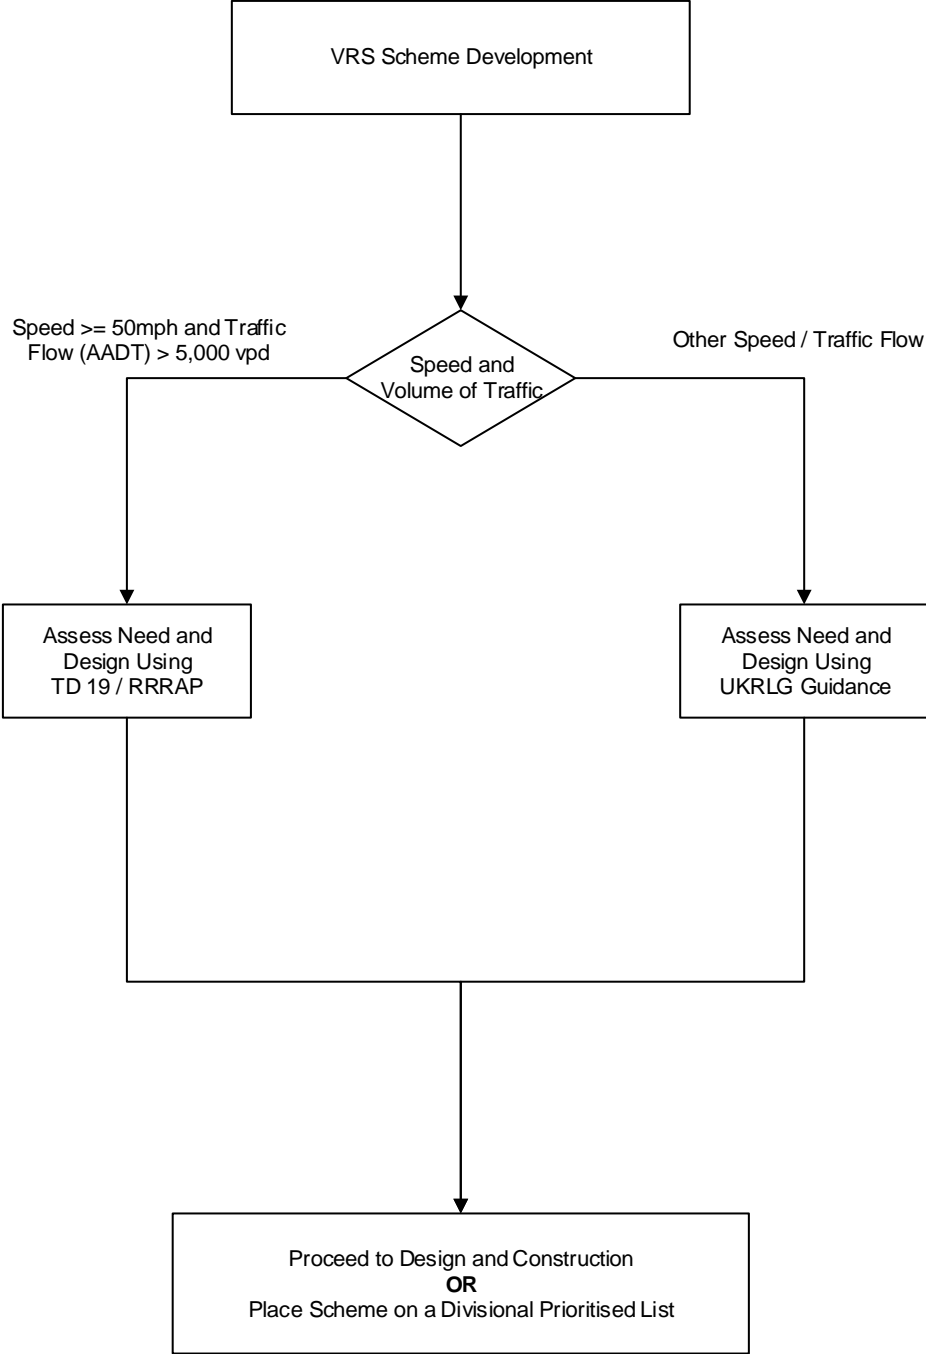 VRS Scheme Development
Speed >= 50mph and Traffic
Flow (AADT) > 5,000 vpd
Speed and
Volume of Traffic
Other Speed / Traffic Flow
Assess Need and
Design Using
TD 19 / RRRAP
Assess Need and
Design Using
UKRLG Guidance
Proceed to Design and Construction
OR
Place Scheme on a Divisional Prioritised List